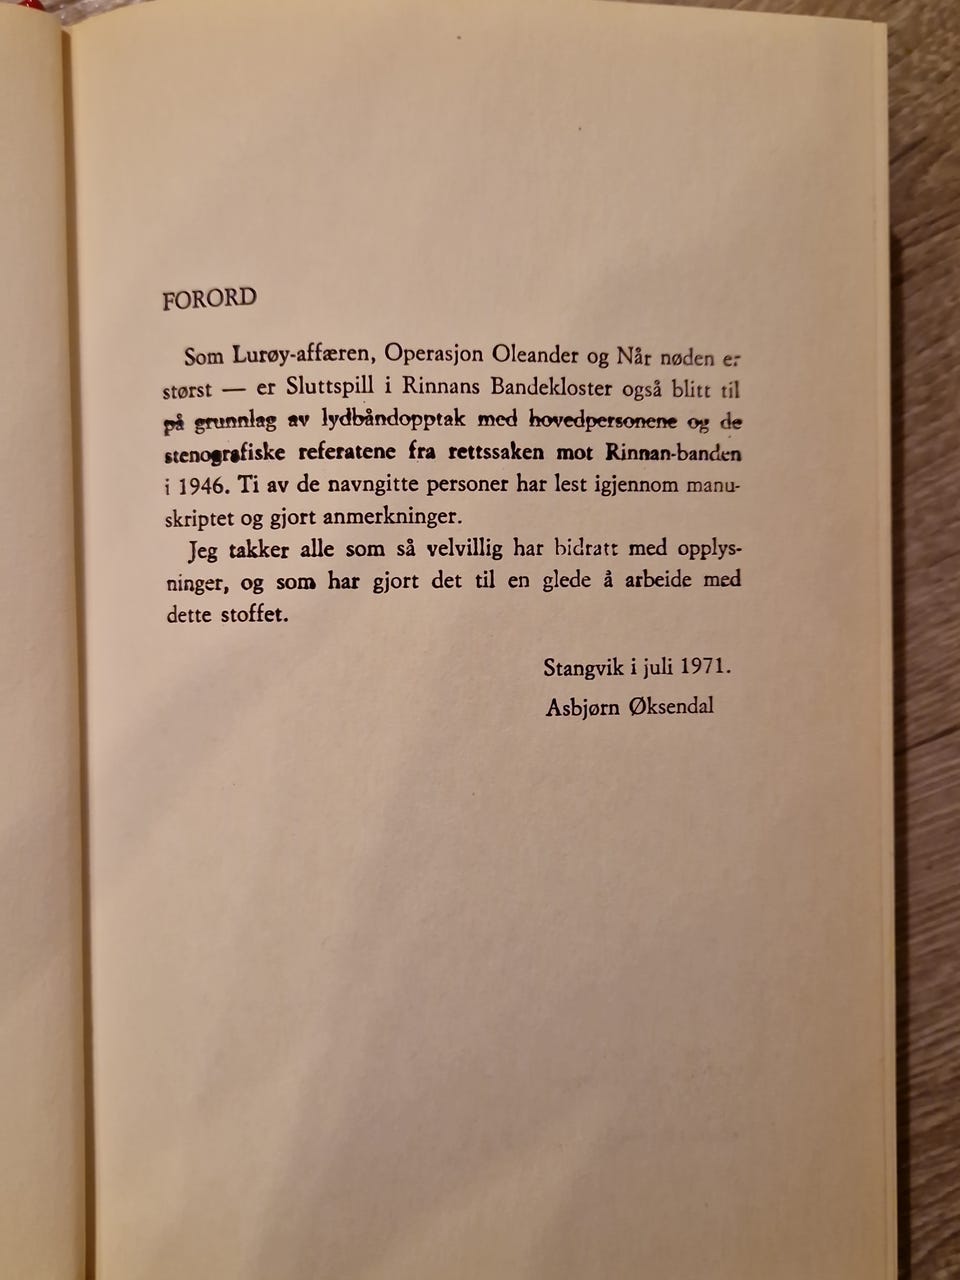 FORORD
Som Lurøy-affæren, Operasjon Oleander og Når nøden er
størst — er Sluttspill i Rinnans Bandekloster også blitt til
på grunnlag av lydbåndopptak med hovedpersonene og de
stenografiske referatene fra rettssaken mot Rinnan-banden
i 1946. Ti av de navngitte personer har lest igjennom manu-
skriptet og gjort anmerkninger.
Jeg takker alle som så velvillig har bidratt med opplys-
ninger, og som har gjort det til en glede å arbeide med
dette stoffet.
Stangvik i juli 1971.
Asbjørn Øksendal